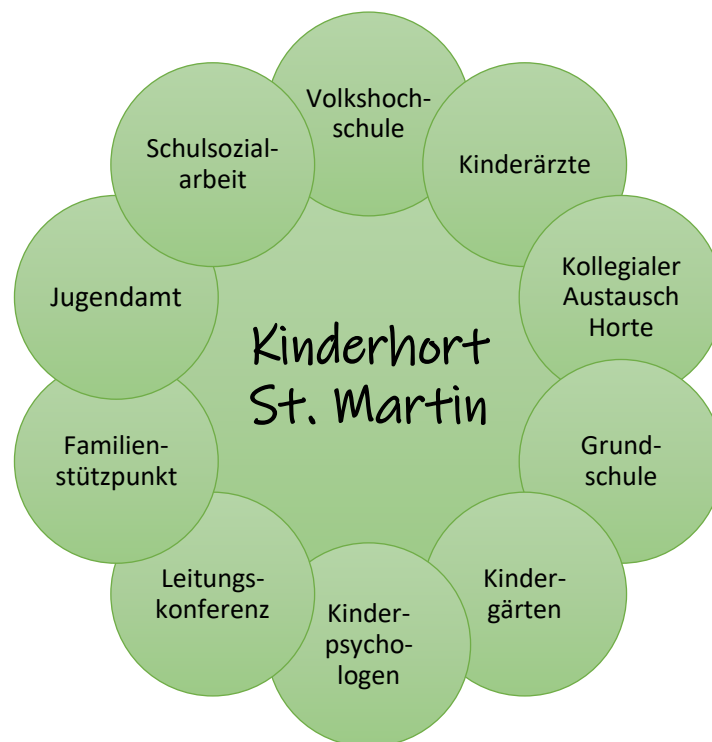 Volkshoch-
schule
Kinderärzte
Kollegialer
Austausch
Horte
Grund-
schule
Kinder-
gärten
Kinder-
psycho-
logen
Leitungs-
konferenz
Familien-
stützpunkt
Jugendamt
Schulsozial-
arbeit
Kinderhort
St. Martin